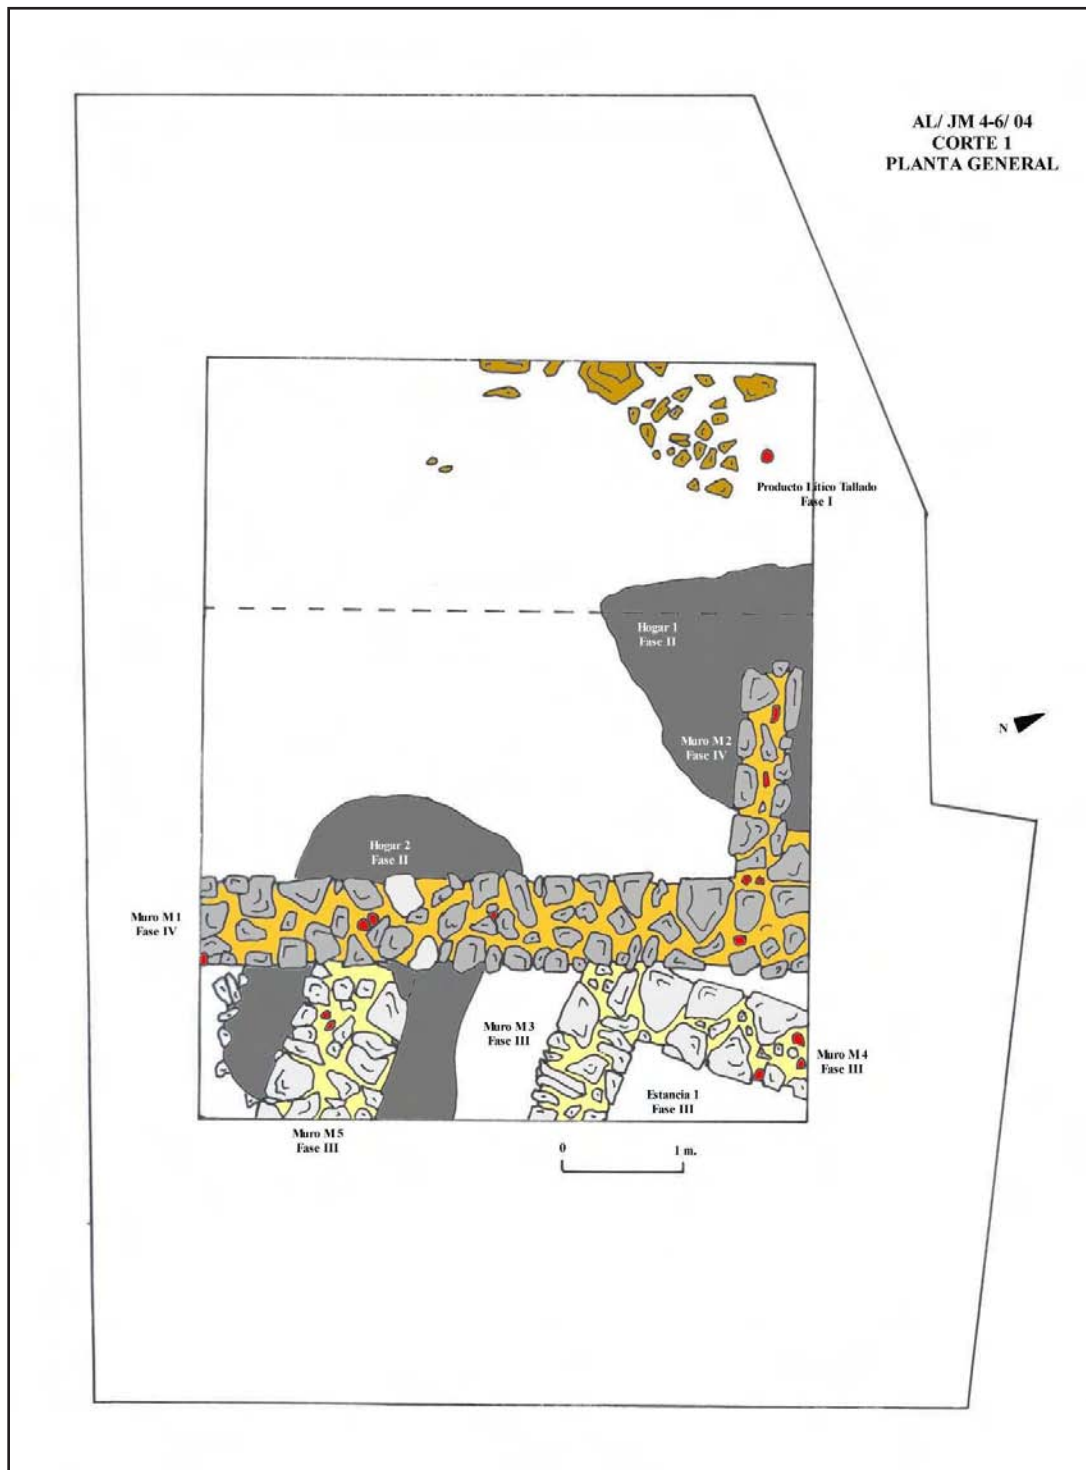 AL/ JM 4-6/ 04
CORTE 1
PLANTA GENERAL
Producto Lítico Tallado
Fase I
Hogar 1
Fase II
N
Muro M 2
Fase IV
Hogar 2
Fase II
Muro M 1
Fase IV
Muro M 3
Fase III
Muro M 4
Fase III
Estancia 1
Fase III
Muro M 5
Fase III
0 1 m.